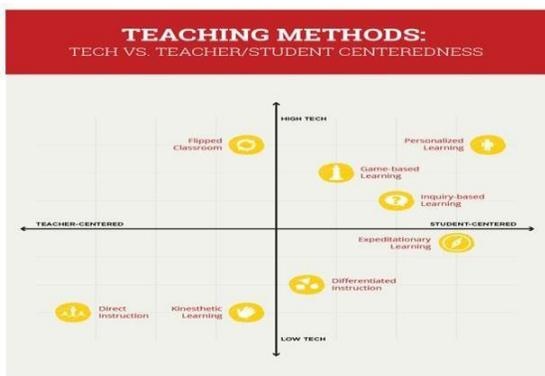 TEACHING METHODS:
TECH VS. TEACHER/STUDENT CENTEREDNESS
HIGH TECH
Flipped
Classroom
Personalized
Learning
Game-based
Learning
Inquiry-based
Learning
TEACHER-CENTERED
STUDENT-CENTERED
Expeditationary
Learning
Differentiated
Instruction
Direct
Instruction
Kinesthetic
Learning
LOW TECH